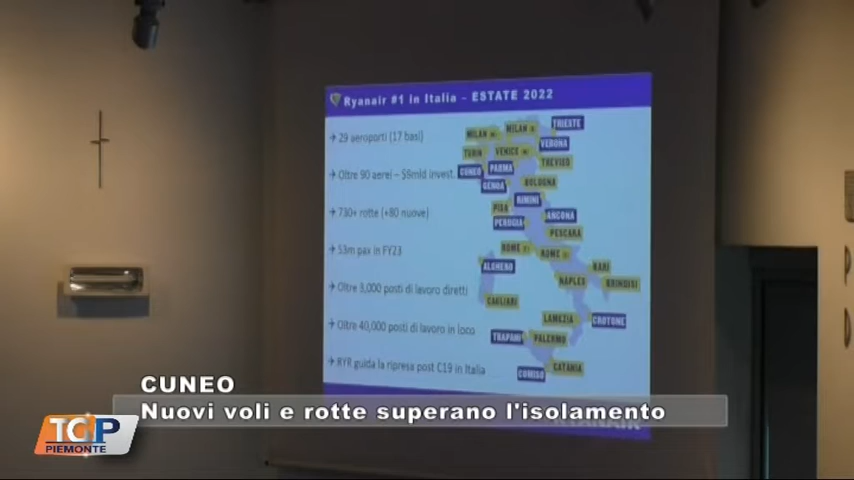 Ryanair #1 in Italia – ESTATE 2022
29 aeroporti (17 basi)
Oltre 90 aerei – $9mld invest.
730+ rotte (+80 nuove)
53m pax in FY23
Oltre 3,000 posti di lavoro diretti
Oltre 40,000 posti di lavoro in loco
RYR guida la ripresa post C19 in Italia
MILAN
MILAN
TRIESTE
TURIN
VENICE
VERONA
TREVISO
CUNEO
PARMA
GENOA
BOLOGNA
RIMINI
PISA
ANCONA
PERUGIA
PESCARA
ROME
ROME
ALGHERO
BARI
NAPLES
BRINDISI
CAGLIARI
LAMEZIA
CROTONE
TRAPANI
PALERMO
COMISO
CATANIA
RYANAIR
CUNEO
Nuovi voli e rotte superano l'isolamento
TGP
PIEMONTE
P
D